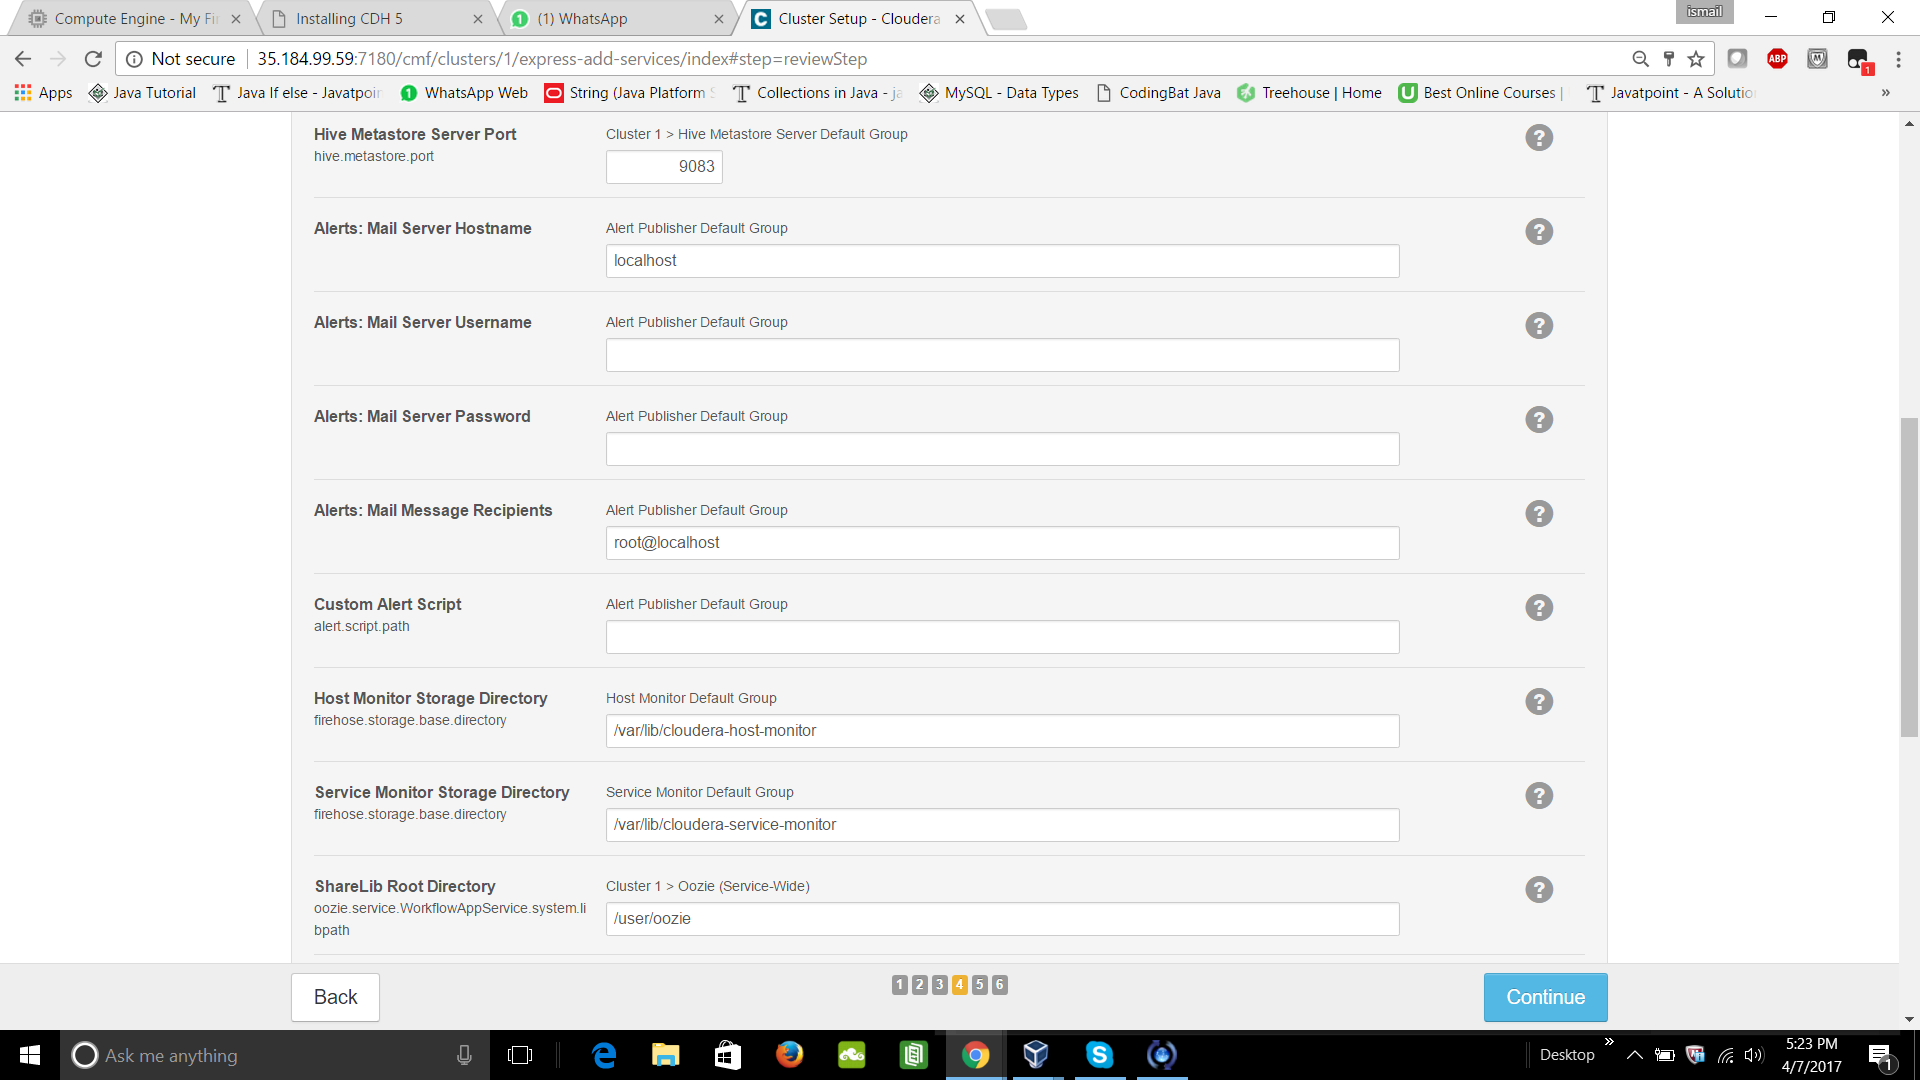 Compute Engine - My Fi
Installing CDH 5
(1) WhatsApp
Cluster Setup - Cloudera
ismail
Not secure
35.184.99.59:7180/cmf/clusters/1/express-add-services/index#step=reviewStep
ABP
1
Apps
Java Tutorial
Java If else - Javatpoin
WhatsApp Web
String (Java Platform S
Collections in Java - ja
MySQL - Data Types
CodingBat Java
Treehouse | Home
Best Online Courses |
Javatpoint - A Solutio
»
Hive Metastore Server Port
hive.metastore.port
Cluster 1 > Hive Metastore Server Default Group
9083
?
Alerts: Mail Server Hostname
Alert Publisher Default Group
localhost
?
Alerts: Mail Server Username
Alert Publisher Default Group
?
Alerts: Mail Server Password
Alert Publisher Default Group
?
Alerts: Mail Message Recipients
Alert Publisher Default Group
root@localhost
?
Custom Alert Script
alert.script.path
Alert Publisher Default Group
?
Host Monitor Storage Directory
firehose.storage.base.directory
Host Monitor Default Group
/var/lib/cloudera-host-monitor
?
Service Monitor Storage Directory
firehose.storage.base.directory
Service Monitor Default Group
/var/lib/cloudera-service-monitor
?
ShareLib Root Directory
oozie.service.WorkflowAppService.system.li
bpath
Cluster 1 > Oozie (Service-Wide)
/user/oozie
?
Back
1 2 3 4 5 6
Continue
Ask me anything
Desktop
»
5:23 PM
4/7/2017
1